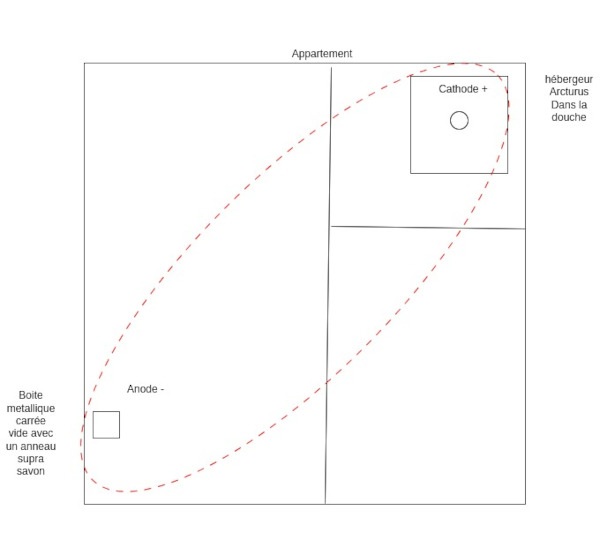 Appartement
Cathode +
hébergeur
Arcturus
Dans la
douche
Anode -
Boite
metallique
carrée
vide avec
un anneau
supra
savon